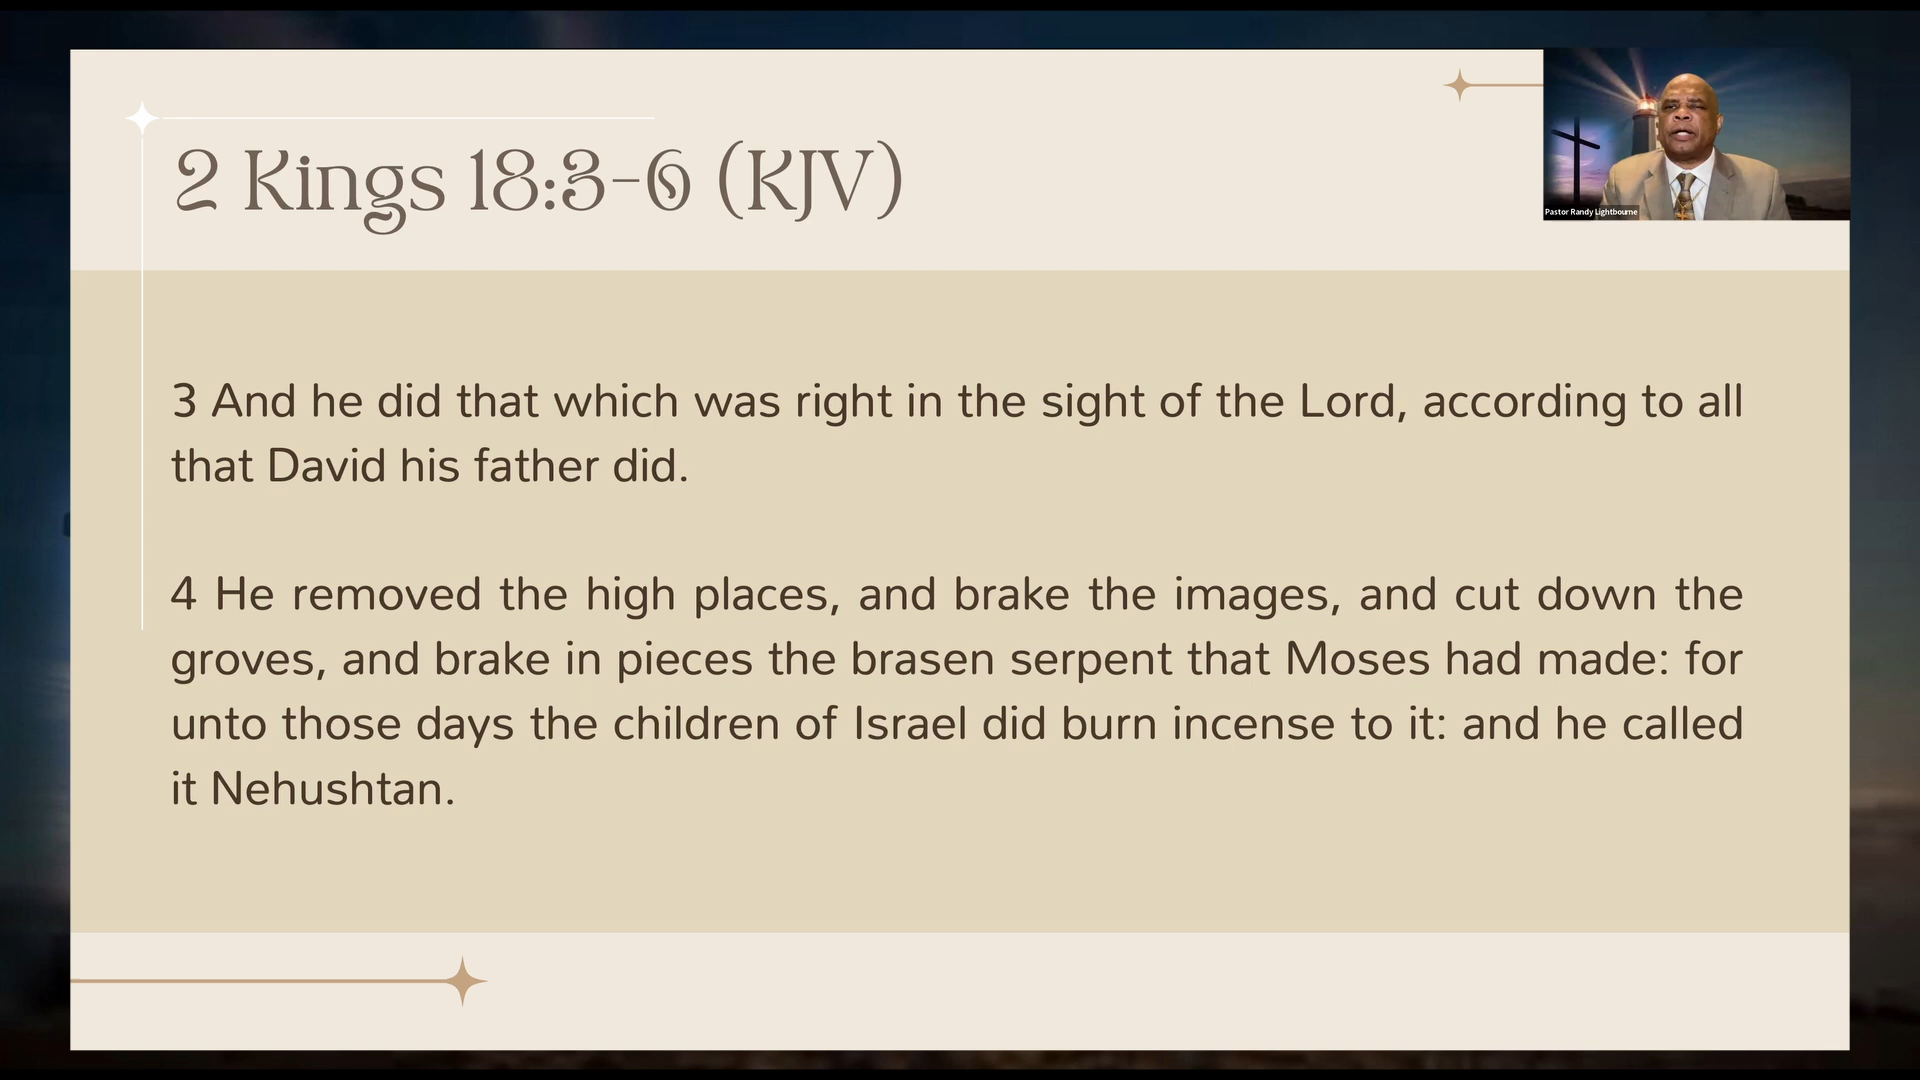 2 Kings 18:3-6 (KJV)
Pastor Randy Lightbourne
3 And he did that which was right in the sight of the Lord, according to all
that David his father did.
4 He removed the high places, and brake the images, and cut down the
groves, and brake in pieces the brasen serpent that Moses had made: for
unto those days the children of Israel did burn incense to it: and he called
it Nehushtan.